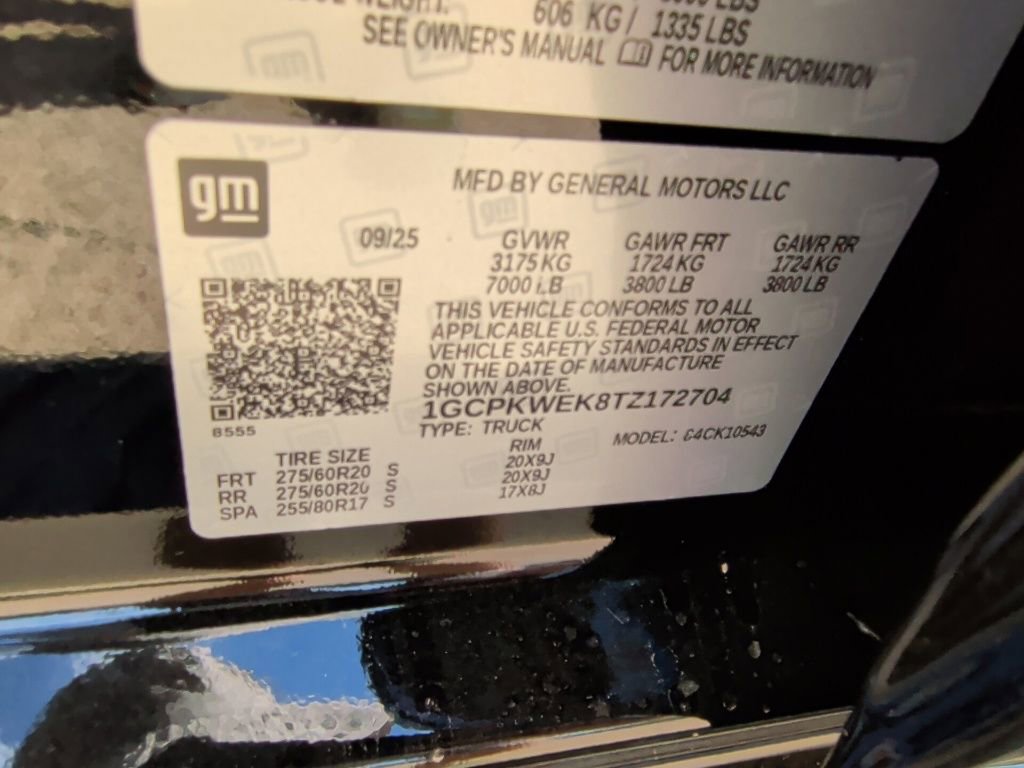 606 KG / 1335 LBS
SEE OWNER'S MANUAL FOR MORE INFORMATION
gm
MFD BY GENERAL MOTORS LLC
09/25 GVWR GAWR FRT GAWR RR
3175 KG 1724 KG 1724 KG
7000 LB 3800 LB 3800 LB
THIS VEHICLE CONFORMS TO ALL
APPLICABLE U.S. FEDERAL MOTOR
VEHICLE SAFETY STANDARDS IN EFFECT
ON THE DATE OF MANUFACTURE
SHOWN ABOVE.
1GCPKWEK8TZ172704
8555
TYPE: TRUCK
MODEL: C4CK10543
TIRE SIZE RIM
FRT 275/60R20 S 20X9J
RR 275/60R20 S 20X9J
SPA 255/80R17 S 17X8J